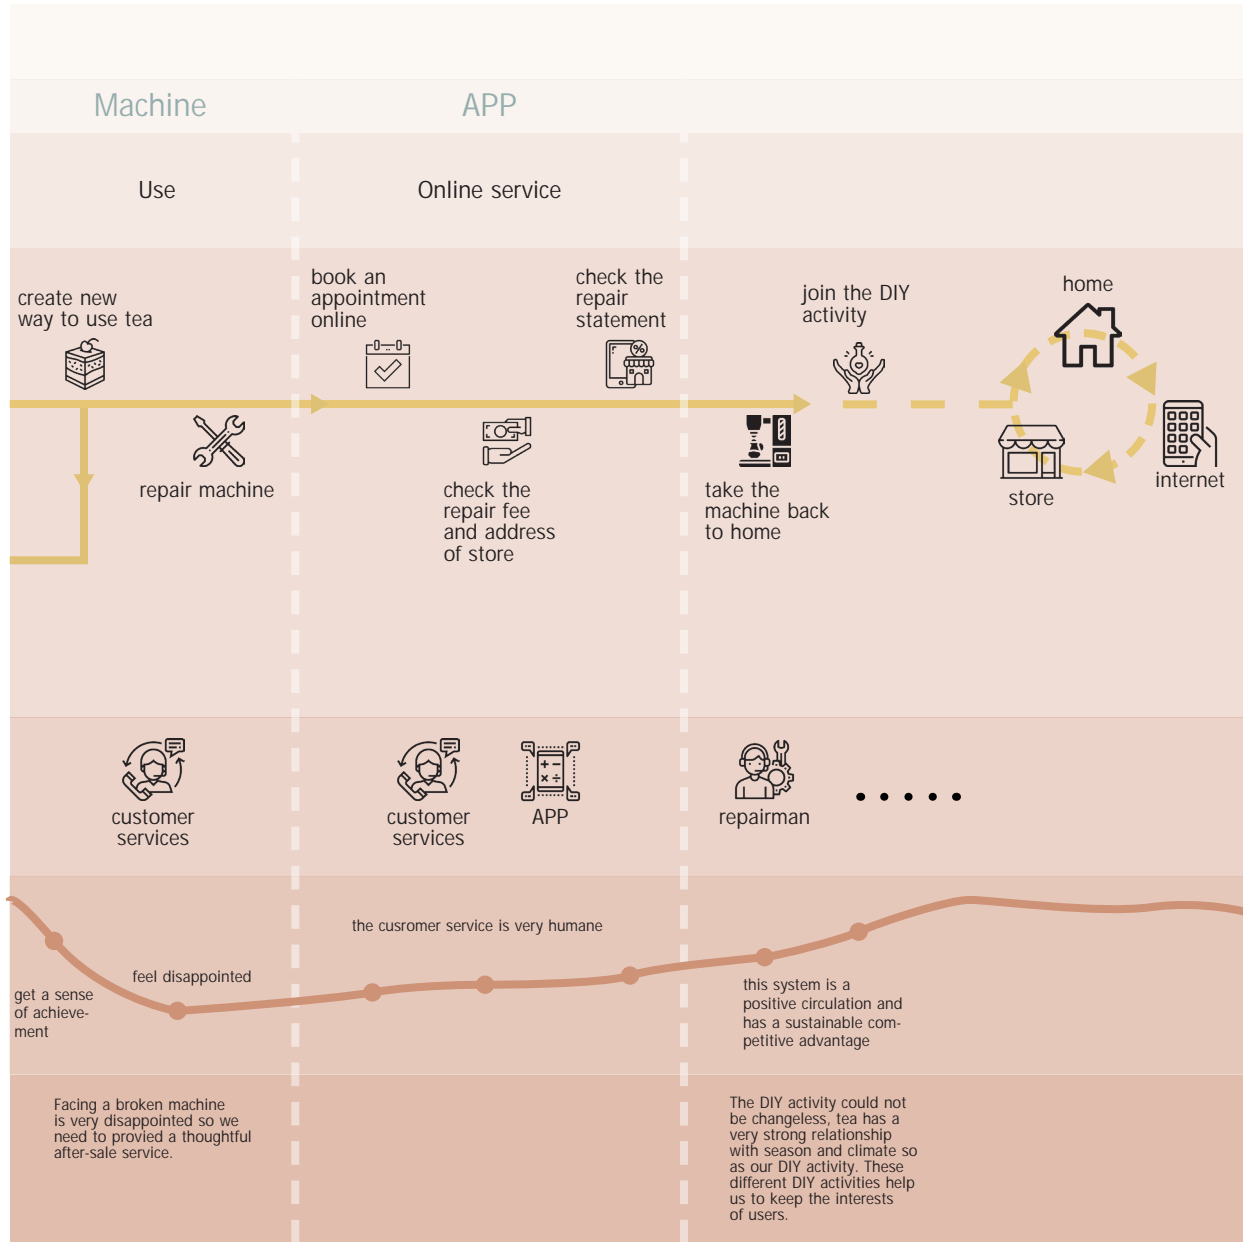 Machine
APP
Use
Online service
create new
way to use tea
book an
appointment
online
check the
repair
statement
join the DIY
activity
home
repair machine
check the
repair fee
and address
of store
take the
machine back
to home
store
internet
customer
services
customer
services
APP
repairman
get a sense
of achieve-
ment
feel disappointed
the cusromer service is very humane
this system is a
positive circulation and
has a sustainable com-
petitive advantage
Facing a broken machine
is very disappointed so we
need to provied a thoughtful
after-sale service.
The DIY activity could not
be changeless, tea has a
very strong relationship
with season and climate so
as our DIY activity. These
different DIY activities help
us to keep the interests
of users.